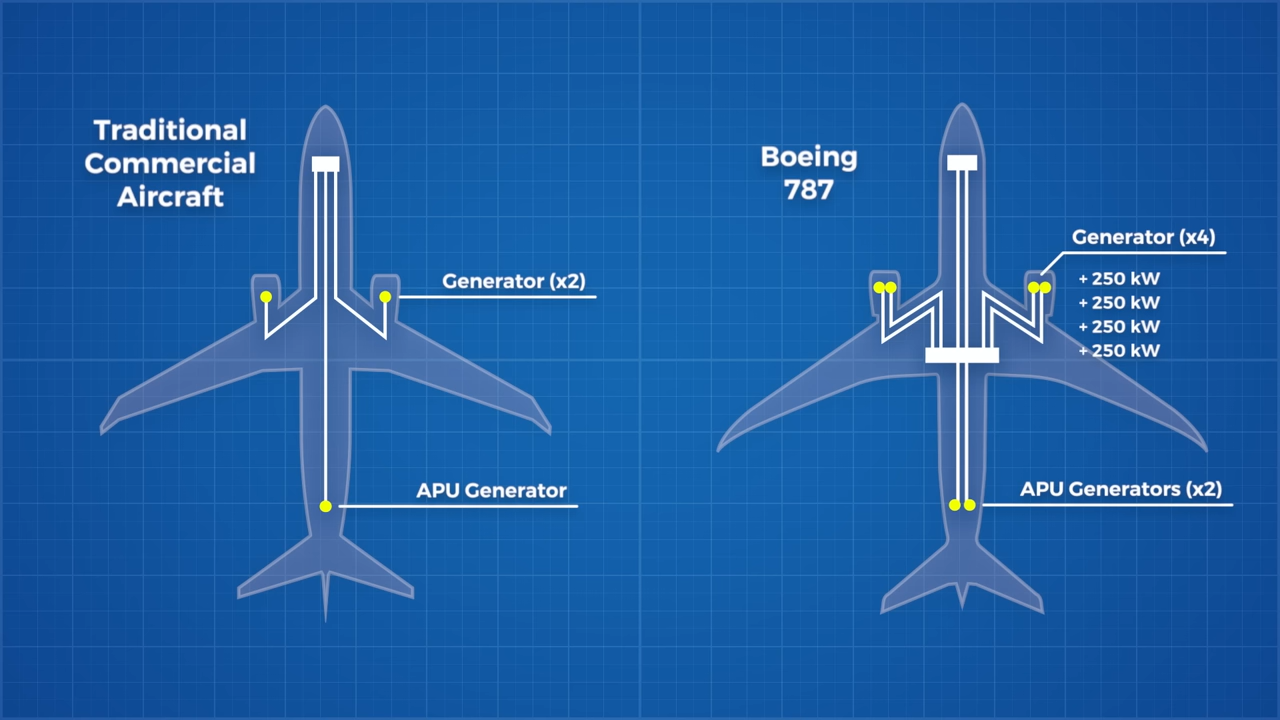 Traditional
Commercial
Aircraft
Generator (x2)
APU Generator
Boeing
787
Generator (x4)
+ 250 kW
+ 250 kW
+ 250 kW
+ 250 kW
APU Generators (x2)